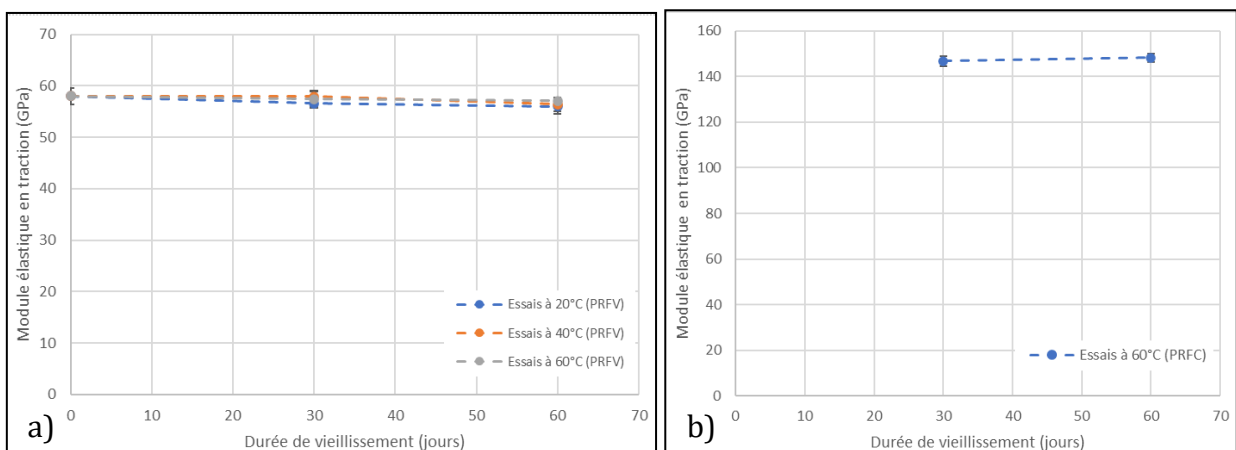 70
60
50
40
30
20
10
0
Module élastique en traction (GPa)
Essais à 20°C (PRFV)
Essais à 40°C (PRFV)
Essais à 60°C (PRFV)
0 10 20 30 40 50 60 70
Durée de vieillissement (jours)
a)
160
140
120
100
80
60
40
20
0
Module élastique en traction (GPa)
Essais à 60°C (PRFC)
0 10 20 30 40 50 60 70
Durée de vieillissement (jours)
b)